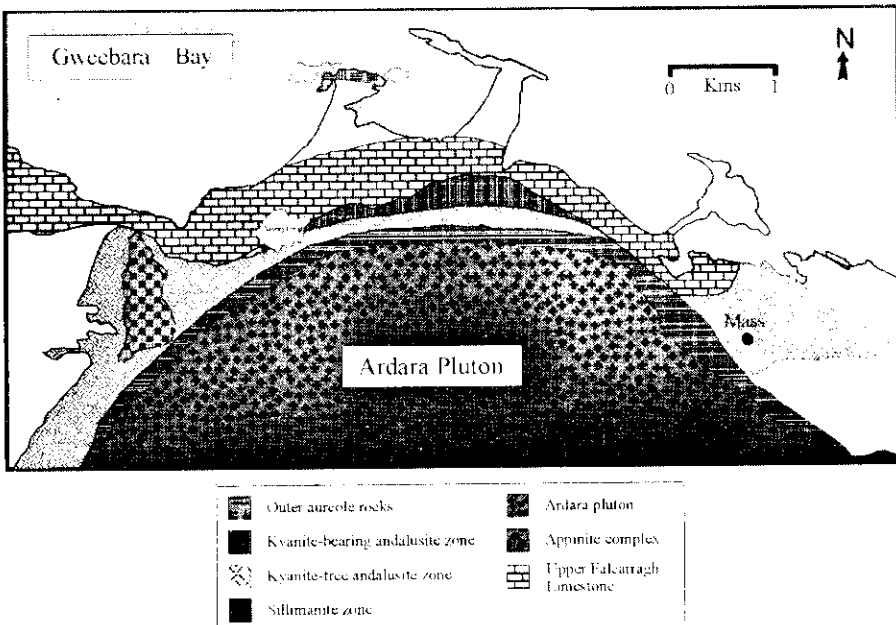 Gweebara Bay
N
0 Kms 1
Mass
Ardara Pluton
Outer aureole rocks
Kyanite-bearing andalusite zone
Kyanite-free andalusite zone
Sillimanite zone
Ardara pluton
Appinite complex
Upper Falcarragh
Limestone